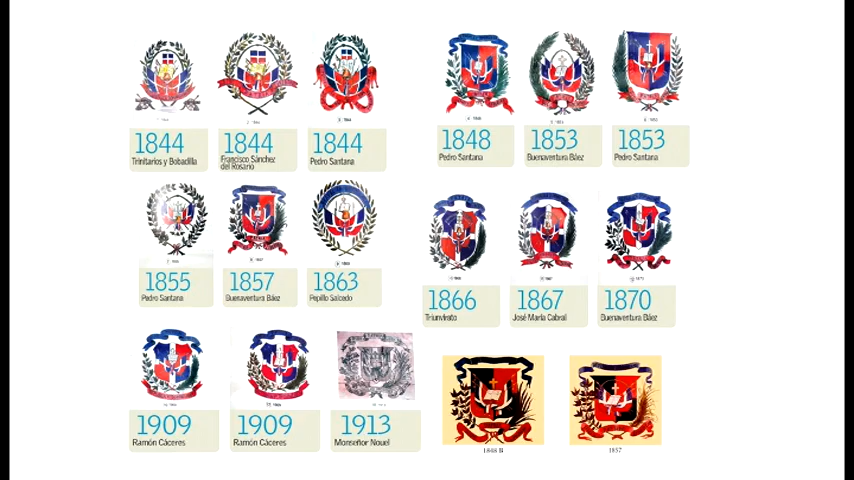 1844
Trinitarios y Bobadilla
1844
Francisco Sánchez
del Rosario
1844
Pedro Santana
1848
Pedro Santana
1853
Buenaventura Báez
1853
Pedro Santana
1855
Pedro Santana
1857
Buenaventura Báez
1863
Pepillo Salcedo
1866
Triunvirato
1867
José María Cabral
1870
Buenaventura Báez
1909
Ramón Cáceres
1909
Ramón Cáceres
1913
Monseñor Nouel
1848 B
1857